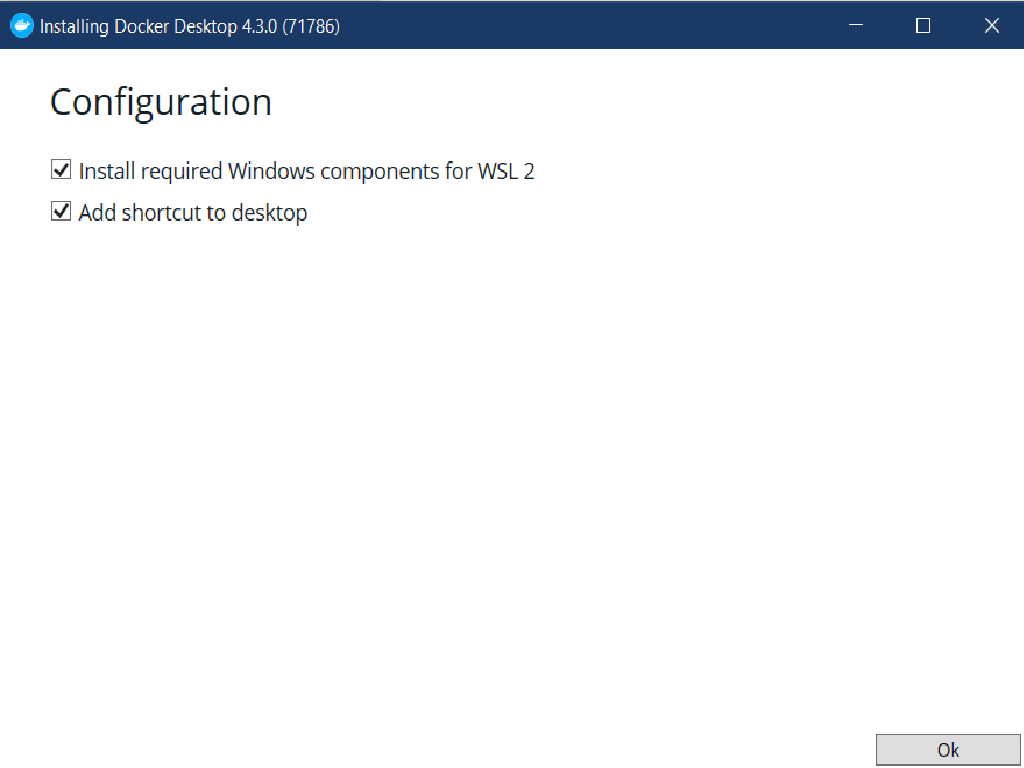 Installing Docker Desktop 4.3.0 (71786)
Configuration
Install required Windows components for WSL 2
Add shortcut to desktop
Ok